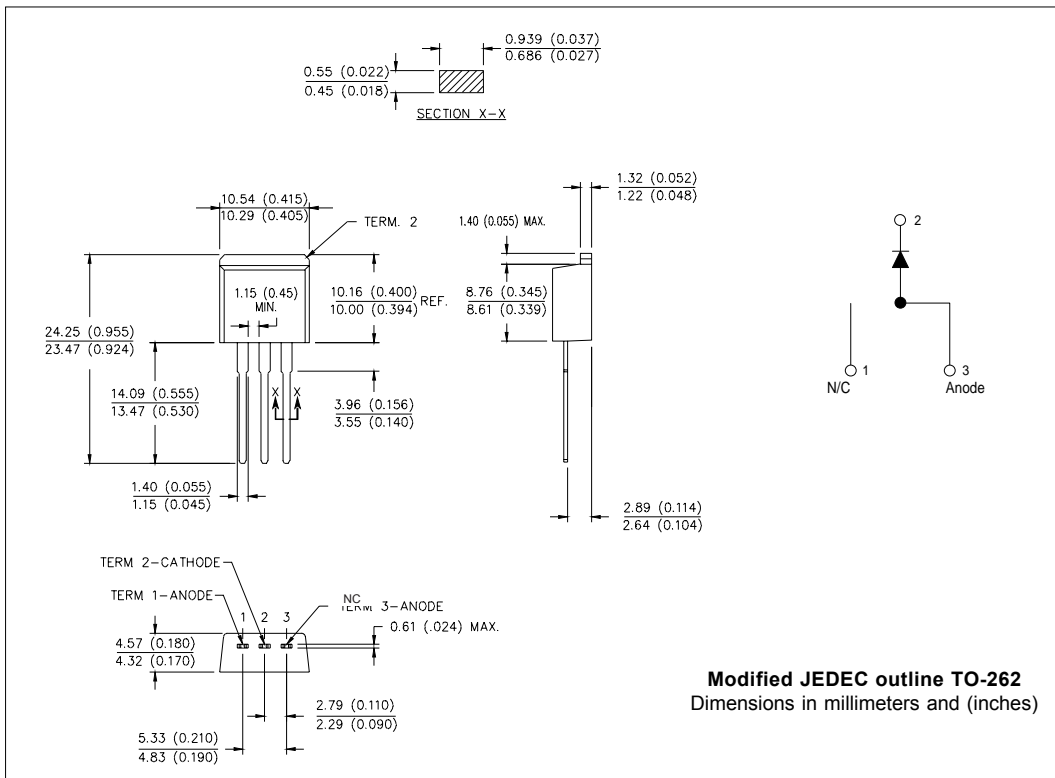 0.939 (0.037)
0.686 (0.027)
0.55 (0.022)
0.45 (0.018)
SECTION X-X
10.54 (0.415)
10.29 (0.405)
TERM. 2
1.15 (0.45)
MIN.
10.16 (0.400)
10.00 (0.394)
REF.
24.25 (0.955)
23.47 (0.924)
14.09 (0.555)
13.47 (0.530)
X X
3.96 (0.156)
3.55 (0.140)
1.40 (0.055)
1.15 (0.045)
1.32 (0.052)
1.22 (0.048)
1.40 (0.055) MAX.
8.76 (0.345)
8.61 (0.339)
2.89 (0.114)
2.64 (0.104)
2
1
N/C
3
Anode
TERM 2-CATHODE
TERM 1-ANODE
NC
TERM 3-ANODE
1 2 3
0.61 (.024) MAX.
4.57 (0.180)
4.32 (0.170)
2.79 (0.110)
2.29 (0.090)
5.33 (0.210)
4.83 (0.190)
Modified JEDEC outline TO-262
Dimensions in millimeters and (inches)